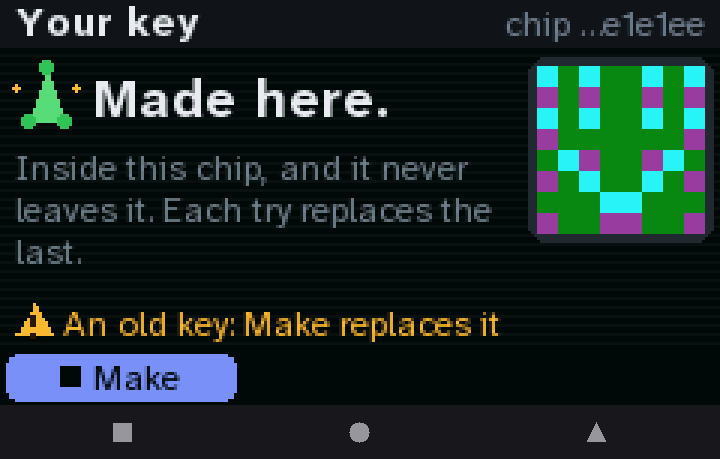 Your key
chip ...e1e1ee
Made here.
Inside this chip, and it never
leaves it. Each try replaces the
last.
An old key: Make replaces it
Make